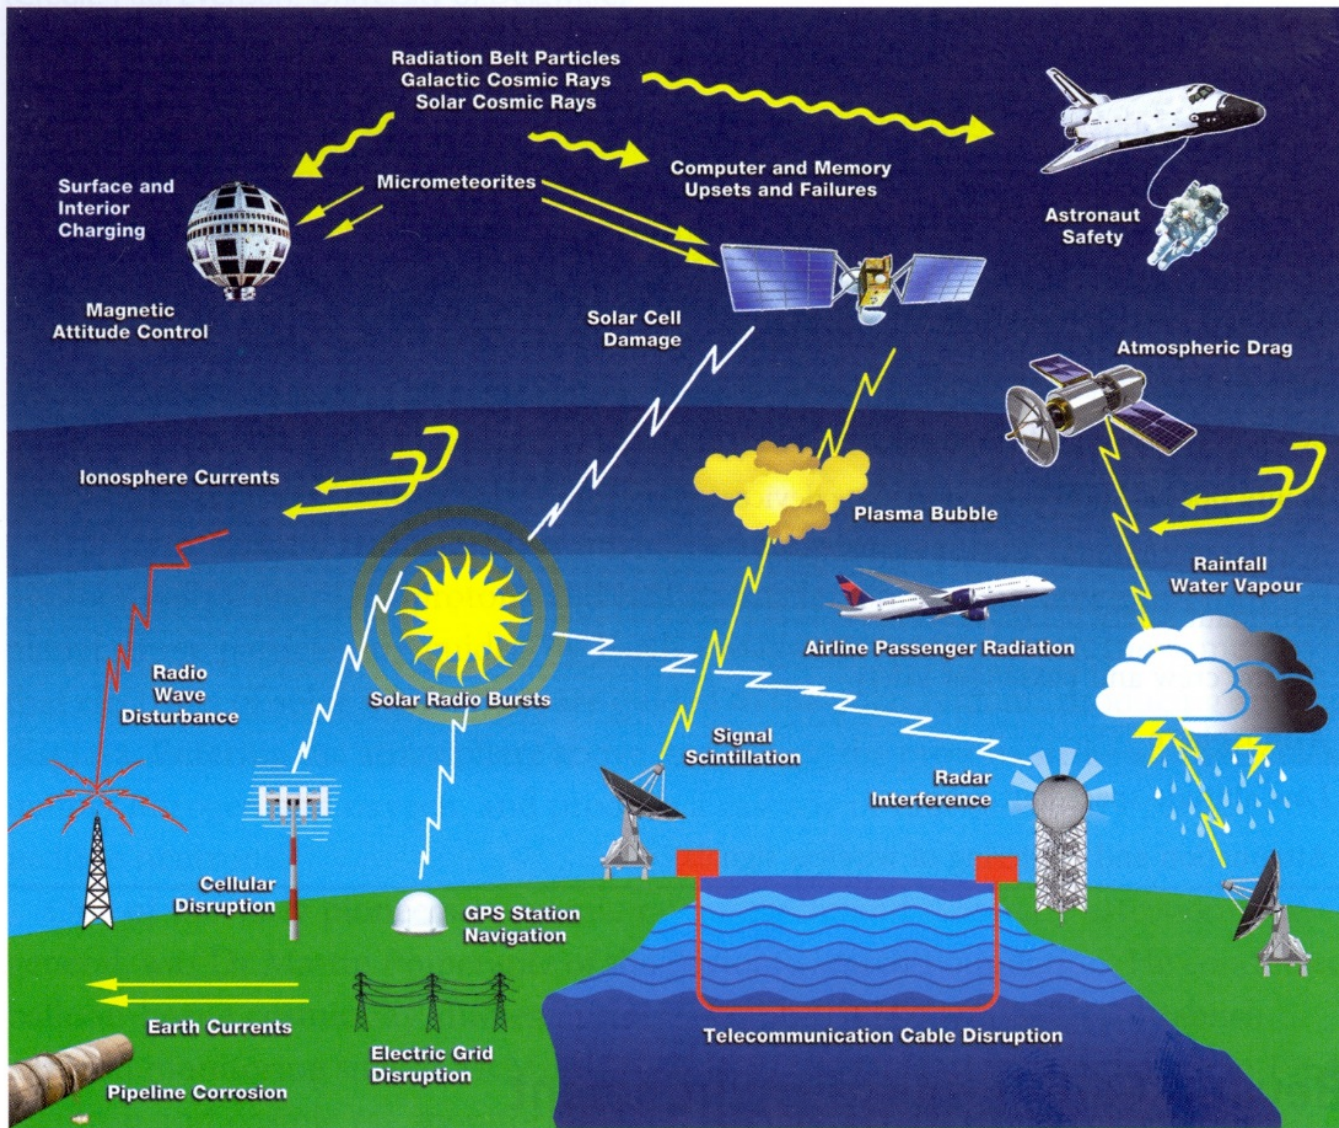 Radiation Belt Particles
Galactic Cosmic Rays
Solar Cosmic Rays
Surface and
Interior
Charging
Micrometeorites
Computer and Memory
Upsets and Failures
Astronaut
Safety
Magnetic
Attitude Control
Solar Cell
Damage
Atmospheric Drag
Ionosphere Currents
Plasma Bubble
Rainfall
Water Vapour
Airline Passenger Radiation
Radio
Wave
Disturbance
Solar Radio Bursts
Signal
Scintillation
Radar
Interference
Cellular
Disruption
GPS Station
Navigation
Earth Currents
Electric Grid
Disruption
Telecommunication Cable Disruption
Pipeline Corrosion